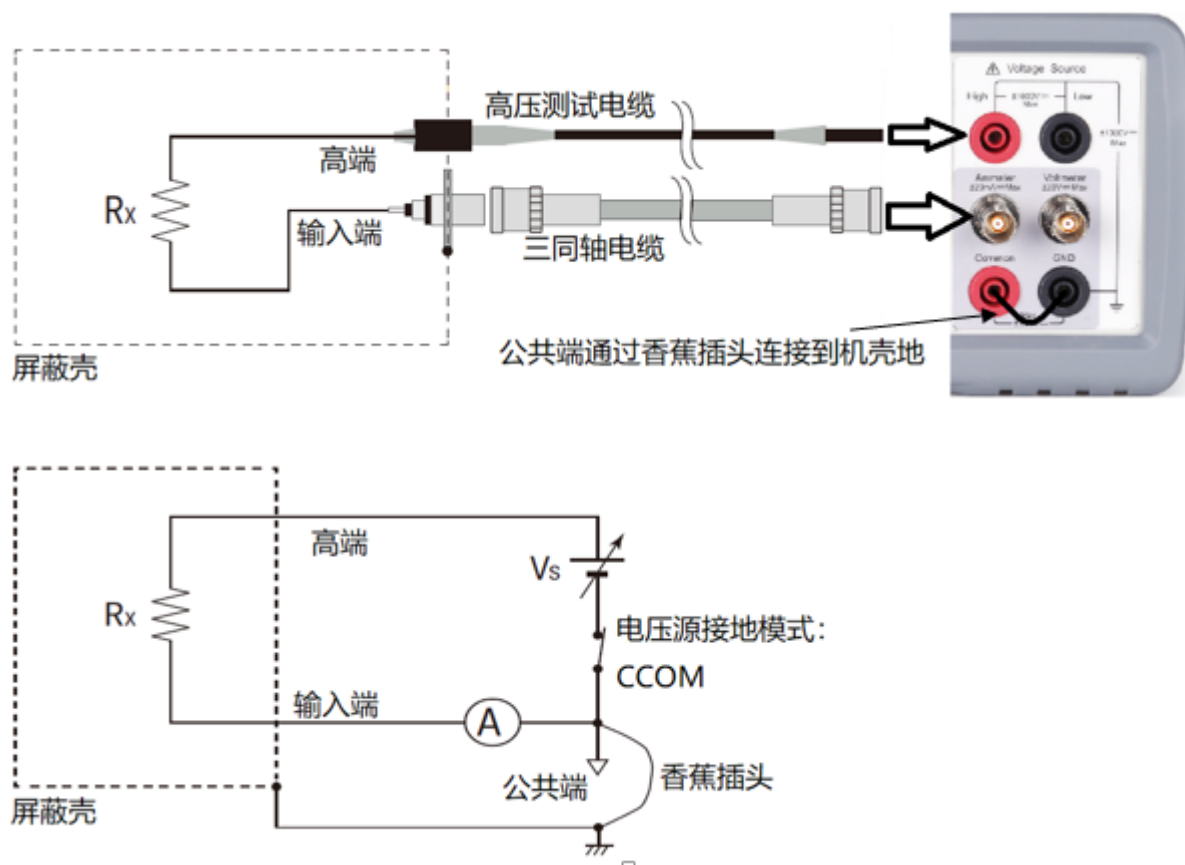 Voltage Source
High
Low
高压测试电缆
高端
Rx
输入端
三同轴电缆
Ammeter
Voltmeter
Common
GND
公共端通过香蕉插头连接到机壳地
屏蔽壳
高端
Vs
Rx
电压源接地模式：
CCOM
输入端
A
公共端
香蕉插头
屏蔽壳